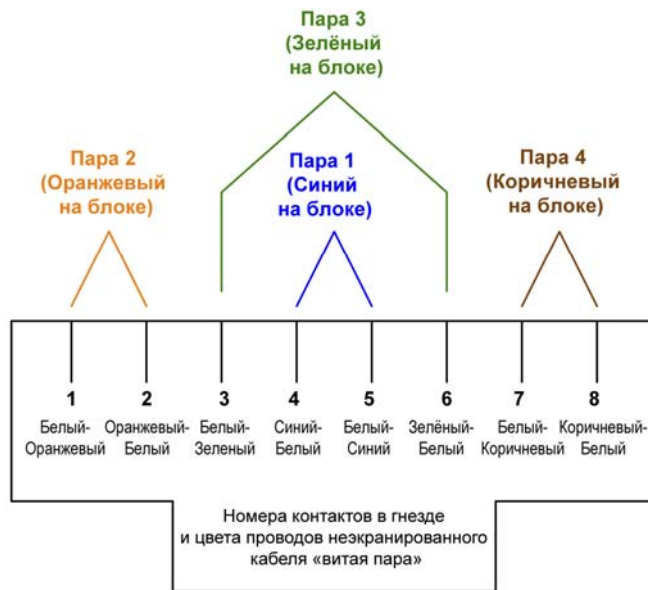 Пара 3
(Зелёный
на блоке)
Пара 2
(Оранжевый
на блоке)
Пара 1
(Синий
на блоке)
Пара 4
(Коричневый
на блоке)
1 2 3 4 5 6 7 8
Белый- Оранжевый- Белый- Синий- Белый- Зелёный- Белый- Коричневый-
Оранжевый Белый Зеленый Белый Синий Белый Коричневый Белый
Номера контактов в гнезде
и цвета проводов неэкранированного
кабеля «витая пара»